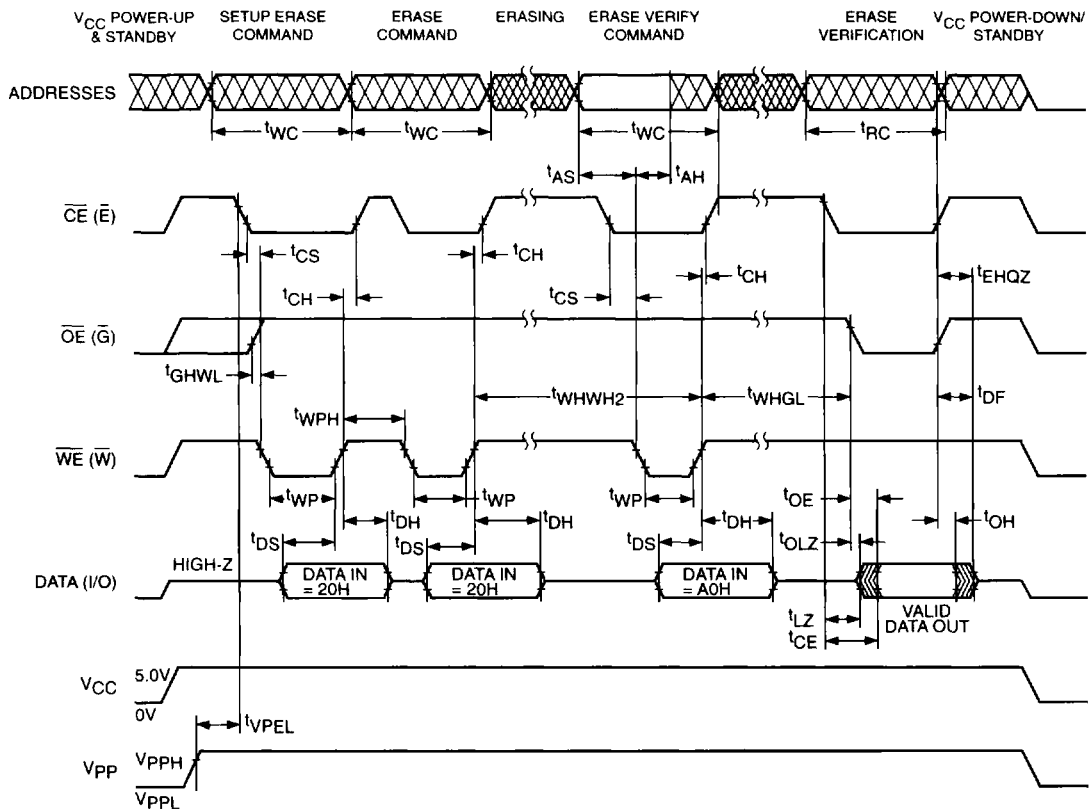 VCC POWER-UP & STANDBY
SETUP ERASE COMMAND
ERASE COMMAND
ERASING
ERASE VERIFY COMMAND
ERASE VERIFICATION
VCC POWER-DOWN/ STANDBY
ADDRESSES
tWC
tWC
tWC
tRC
tAS
tAH
CE (E)
tCS
tCH
tCH
tCS
tCH
tEHQZ
OE (G)
tGHWL
tWHWH2
tWHGL
tDF
tWPH
WE (W)
tWP
tWP
tWP
tOE
tDH
tDH
tDH
tOH
tDS
tDS
tDS
tOLZ
HIGH-Z
DATA (I/O)
DATA IN = 20H
DATA IN = 20H
DATA IN = A0H
VALID DATA OUT
tLZ
tCE
VCC
5.0V
0V
tVPEL
VPP
VPPH
VPPL